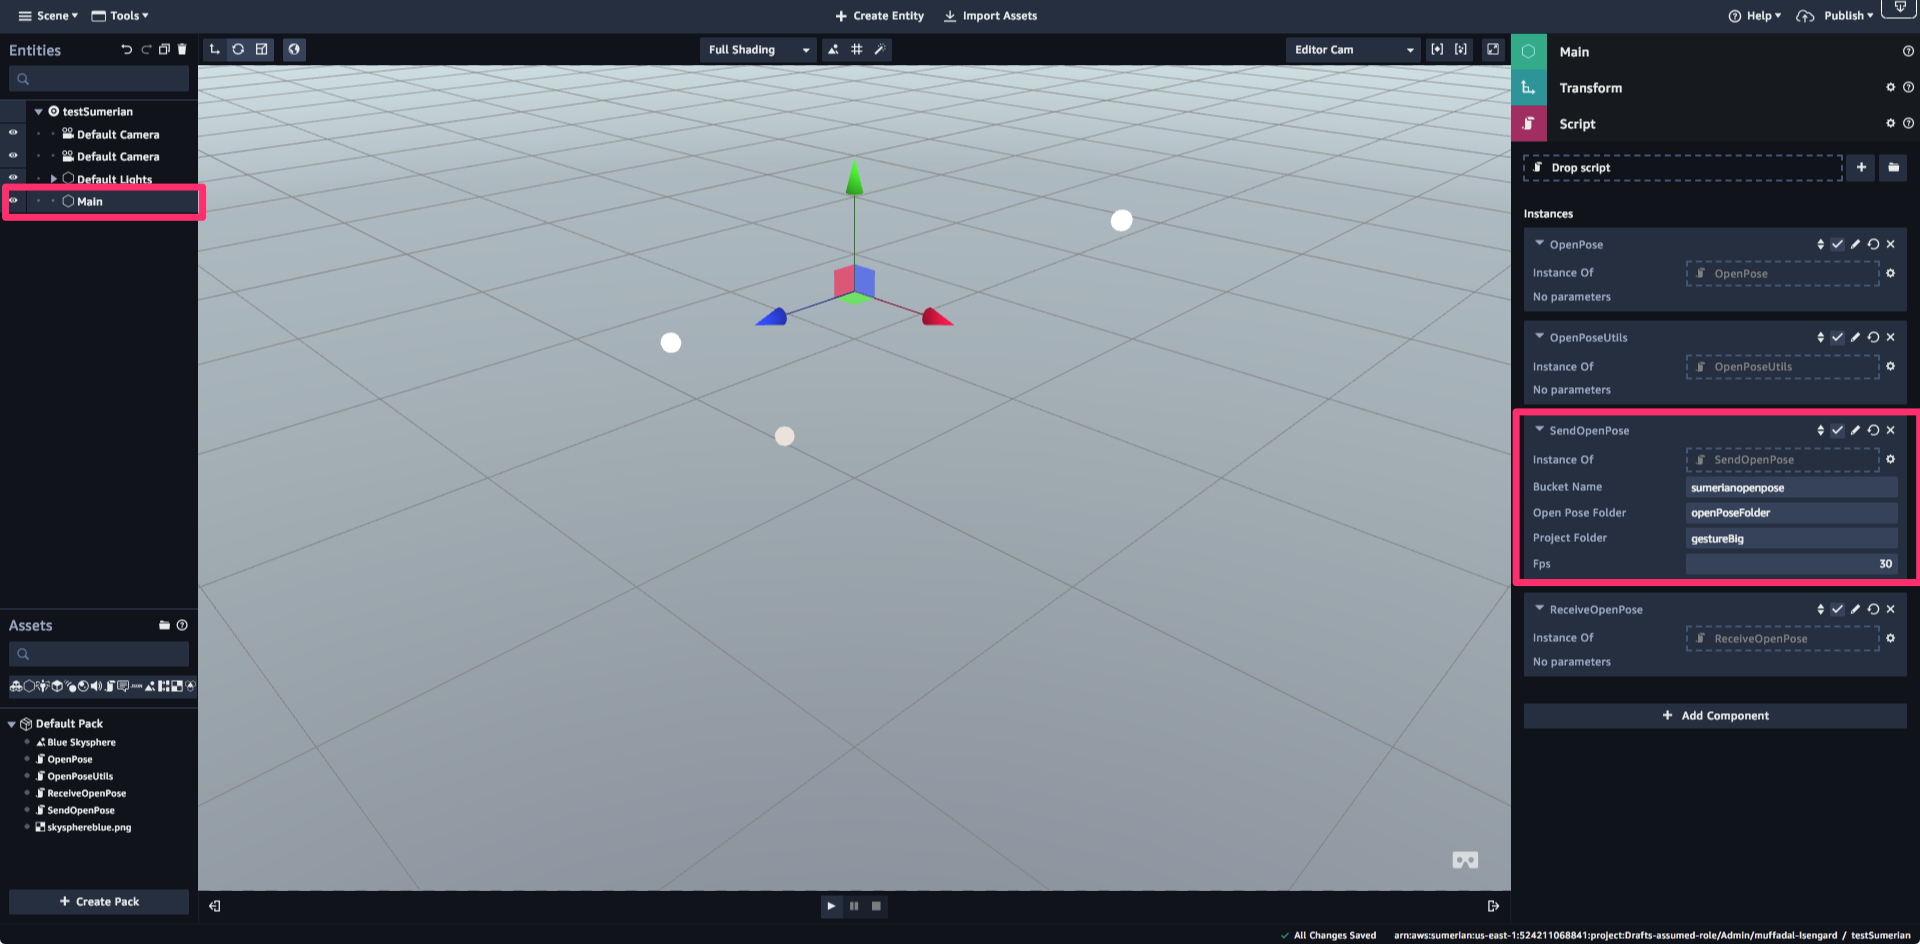 Scene Tools Create Entity Import Assets Help Publish
Entities
Full Shading
Editor Cam
testSumerian
Default Camera
Default Camera
Default Lights
Main
Main
Transform
Script
Drop script
Instances
OpenPose
Instance Of OpenPose
No parameters
OpenPoseUtils
Instance Of OpenPoseUtils
No parameters
SendOpenPose
Instance Of SendOpenPose
Bucket Name sumerianopenpose
Open Pose Folder openPoseFolder
Project Folder gestureBig
Fps 30
ReceiveOpenPose
Instance Of ReceiveOpenPose
No parameters
Add Component
Assets
Default Pack
Blue Skysphere
OpenPose
OpenPoseUtils
ReceiveOpenPose
SendOpenPose
skysphereblue.png
Create Pack
All Changes Saved arn:aws:sumerian:us-east-1:524211068841:project:Drafts-assumed-role/Admin/muffadal-Isengard / testSumerian